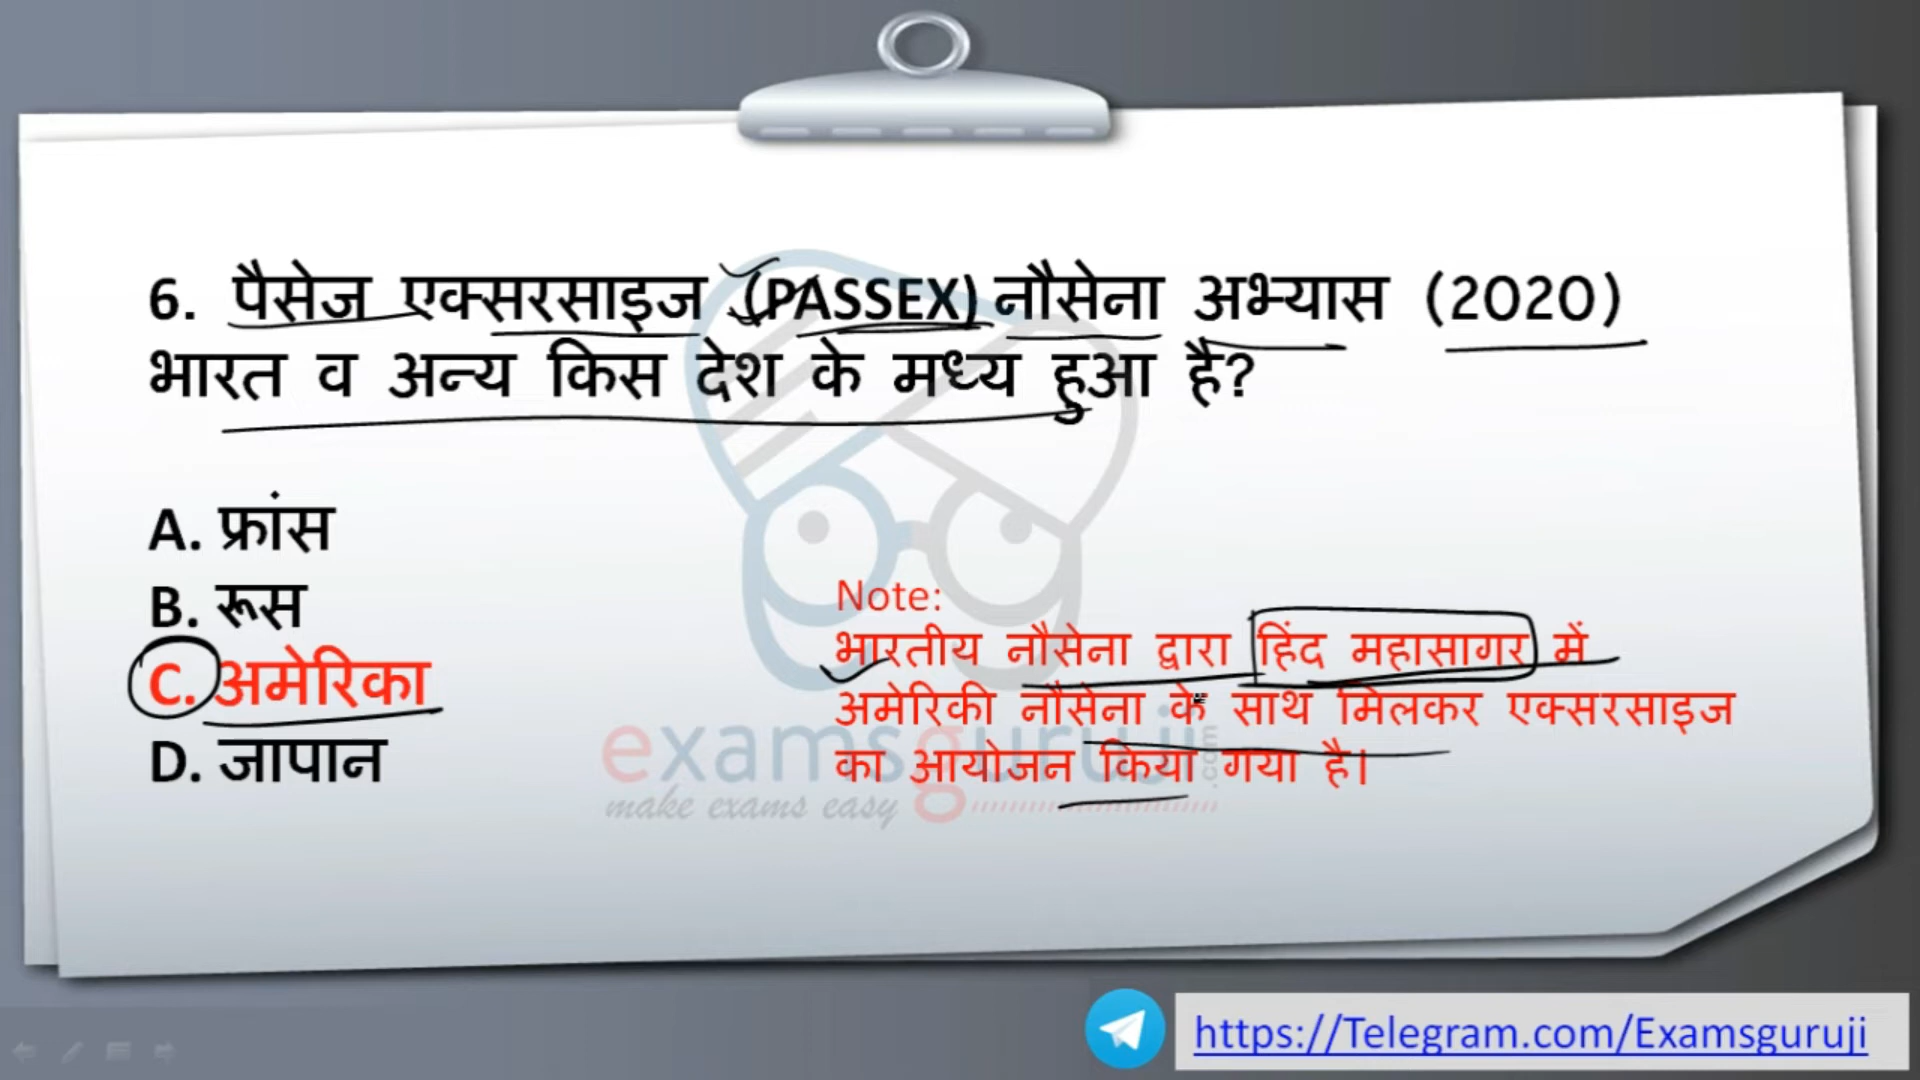 6. पैसेज एक्सरसाइज (PASSEX) नौसेना अभ्यास (2020)
भारत व अन्य किस देश के मध्य हुआ है?
A. फ्रांस
B. रूस
C. अमेरिका
D. जापान
Note:
भारतीय नौसेना द्वारा हिंद महासागर में
अमेरिकी नौसेना के साथ मिलकर एक्सरसाइज
का आयोजन किया गया है।
examsguruji.com
make exams easy
https://Telegram.com/Examsguruji